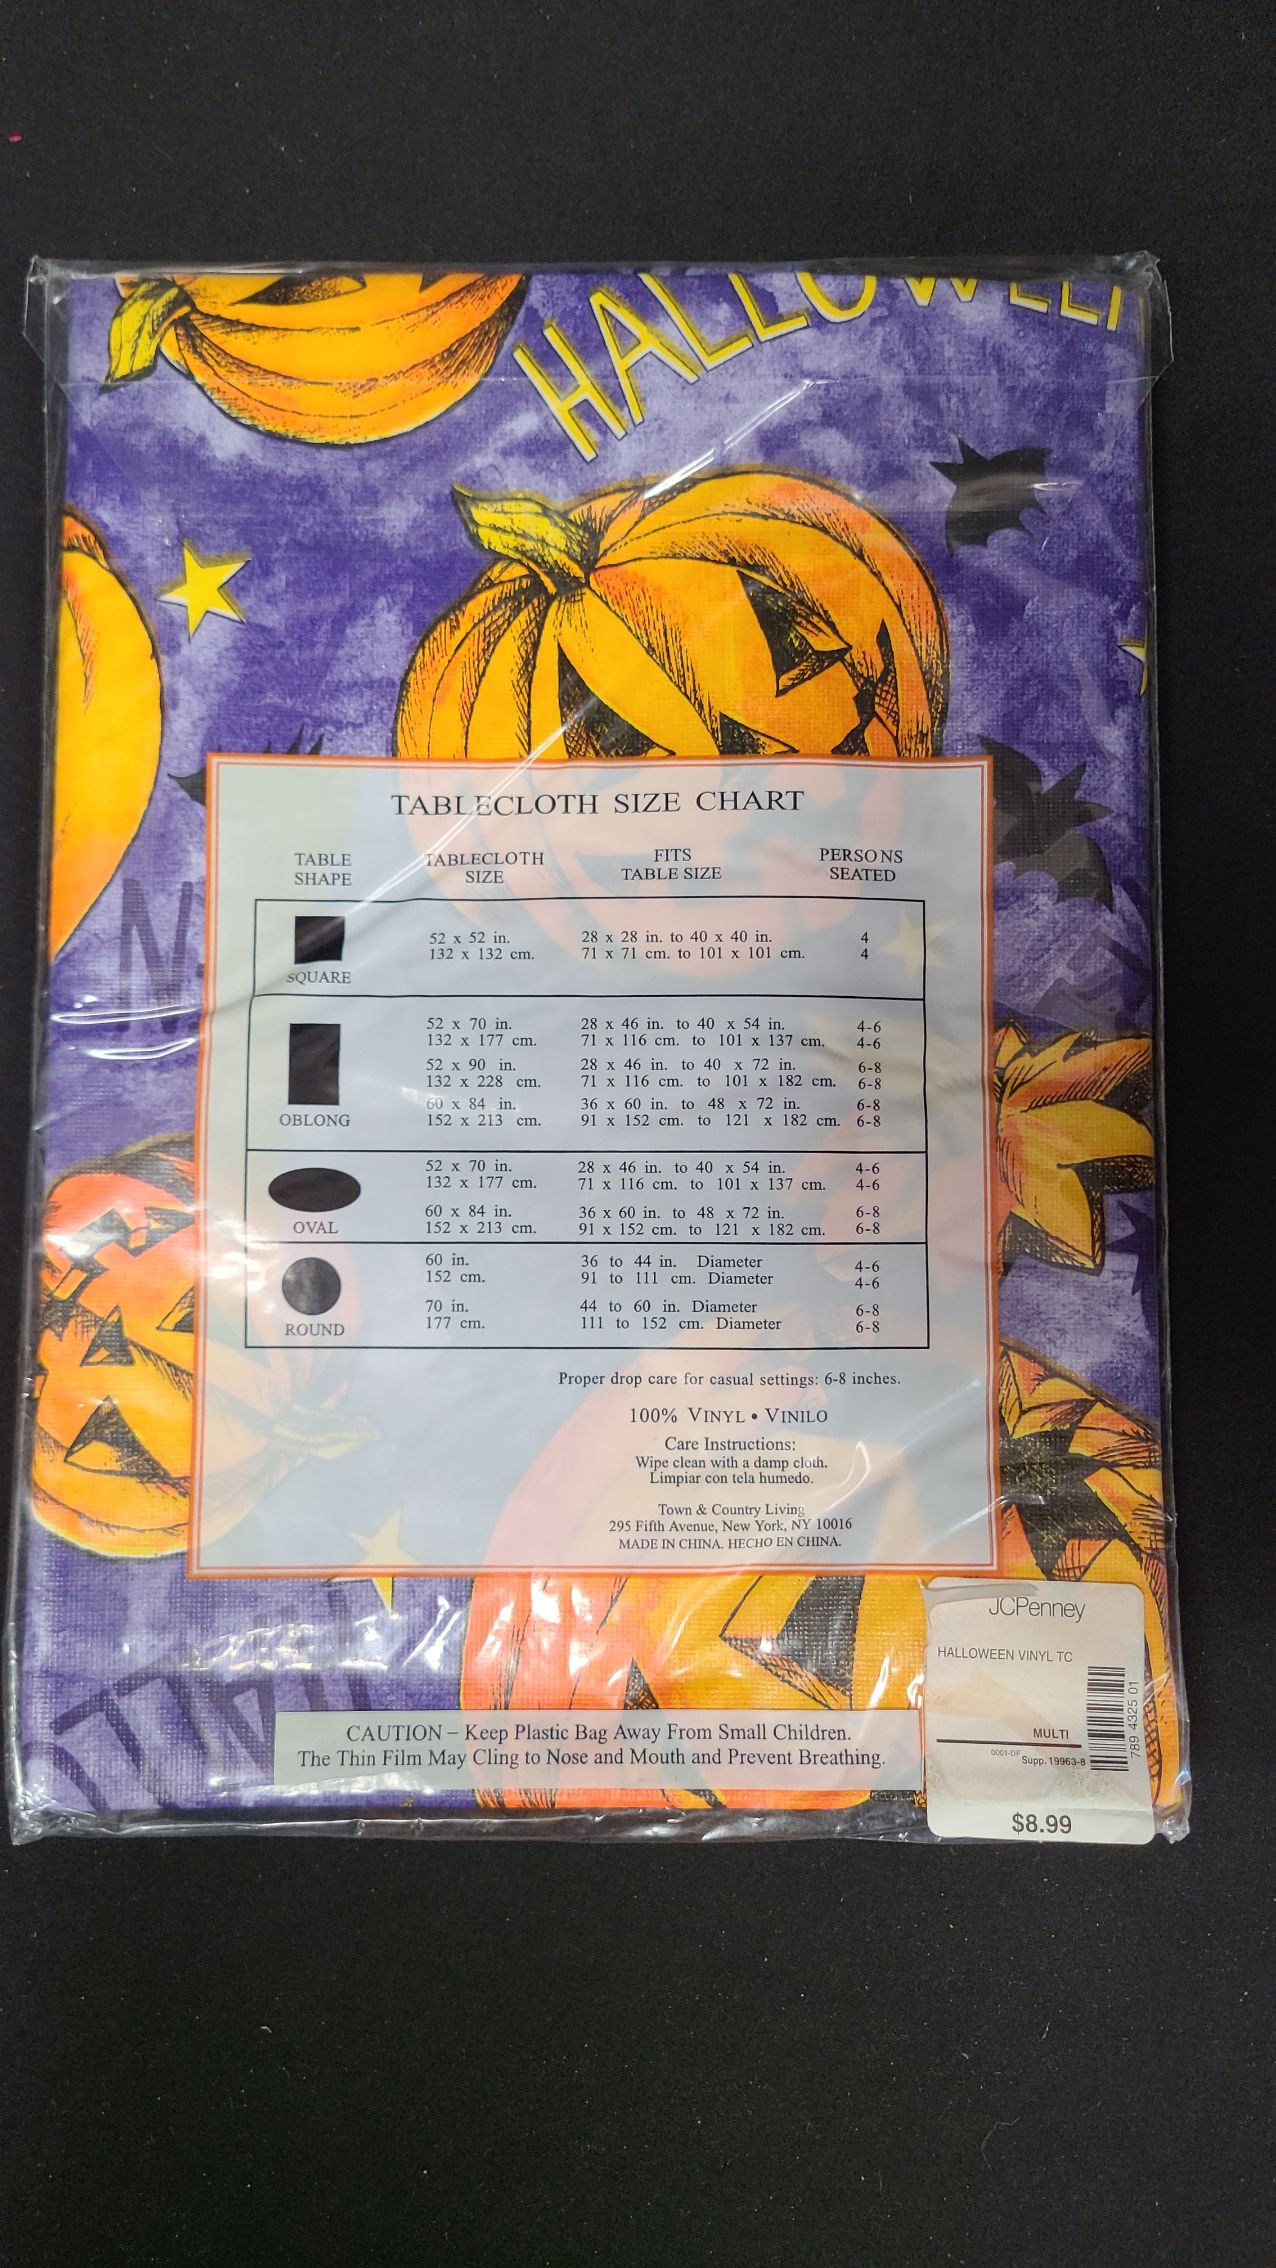 HALLOWEEN
TABLECLOTH SIZE CHART
TABLE SHAPE TABLECLOTH SIZE FITS TABLE SIZE PERSONS SEATED
52 x 52 in. 28 x 28 in. to 40 x 40 in. 4
132 x 132 cm. 71 x 71 cm. to 101 x 101 cm. 4
SQUARE
52 x 70 in. 28 x 46 in. to 40 x 54 in. 4-6
132 x 177 cm. 71 x 116 cm. to 101 x 137 cm. 4-6
52 x 90 in. 28 x 46 in. to 40 x 72 in. 6-8
132 x 228 cm. 71 x 116 cm. to 101 x 182 cm. 6-8
60 x 84 in. 36 x 60 in. to 48 x 72 in. 6-8
OBLONG 152 x 213 cm. 91 x 152 cm. to 121 x 182 cm. 6-8
52 x 70 in. 28 x 46 in. to 40 x 54 in. 4-6
132 x 177 cm. 71 x 116 cm. to 101 x 137 cm. 4-6
60 x 84 in. 36 x 60 in. to 48 x 72 in. 6-8
OVAL 152 x 213 cm. 91 x 152 cm. to 121 x 182 cm. 6-8
60 in. 36 to 44 in. Diameter 4-6
152 cm. 91 to 111 cm. Diameter 4-6
70 in. 44 to 60 in. Diameter 6-8
ROUND 177 cm. 111 to 152 cm. Diameter 6-8
Proper drop care for casual settings: 6-8 inches.
100% VINYL • VINILO
Care Instructions:
Wipe clean with a damp cloth.
Limpiar con tela humedo.
Town & Country Living
295 Fifth Avenue, New York, NY 10016
MADE IN CHINA. HECHO EN CHINA.
JCPenney
HALLOWEEN VINYL TC
MULTI
0001-DF Supp. 19963-8
789 4325 01
$8.99
CAUTION – Keep Plastic Bag Away From Small Children.
The Thin Film May Cling to Nose and Mouth and Prevent Breathing.